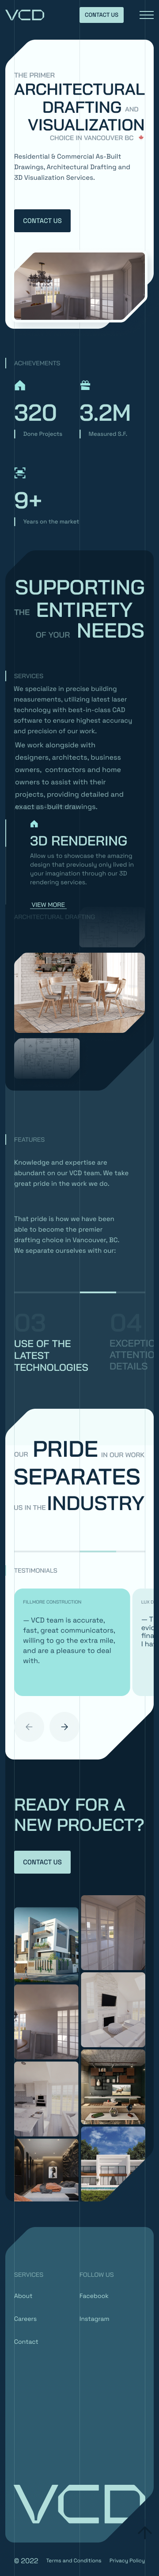 VCD
CONTACT US
THE PRIMER
ARCHITECTURAL
DRAFTING AND
VISUALIZATION
CHOICE IN VANCOUVER BC
Residential & Commercial As-Built
Drawings, Architectural Drafting and
3D Visualization Services.
CONTACT US
ACHIEVEMENTS
320
Done Projects
3.2M
Measured S.F.
9+
Years on the market
SUPPORTING
THE ENTIRETY
OF YOUR NEEDS
SERVICES
We specialize in precise building
measurements, utilizing latest laser
technology with best-in-class CAD
software to ensure highest accuracy
and precision of our work.
We work alongside with
designers, architects, business
owners, contractors and home
owners to assist with their
projects, providing detailed and
exact as-built drawings.
3D RENDERING
Allow us to showcase the amazing
design that previously only lived in
your imagination through our 3D
rendering services.
VIEW MORE
ARCHITECTURAL DRAFTING
FEATURES
Knowledge and expertise are
abundant on our VCD team. We take
great pride in the work we do.
That pride is how we have been
able to become the premier
drafting choice in Vancouver, BC.
We separate ourselves with our:
03
USE OF THE
LATEST
TECHNOLOGIES
04
EXCEPTIO
ATTENTIO
DETAILS
OUR PRIDE IN OUR WORK
SEPARATES
US IN THE INDUSTRY
TESTIMONIALS
FILLMORE CONSTRUCTION
— VCD team is accurate,
fast, great communicators,
willing to go the extra mile,
and are a pleasure to deal
with.
— T
evid
fina
I ha
READY FOR A
NEW PROJECT?
CONTACT US
SERVICES
About
Careers
Contact
FOLLOW US
Facebook
Instagram
VCD
© 2022
Terms and Conditions
Privacy Policy